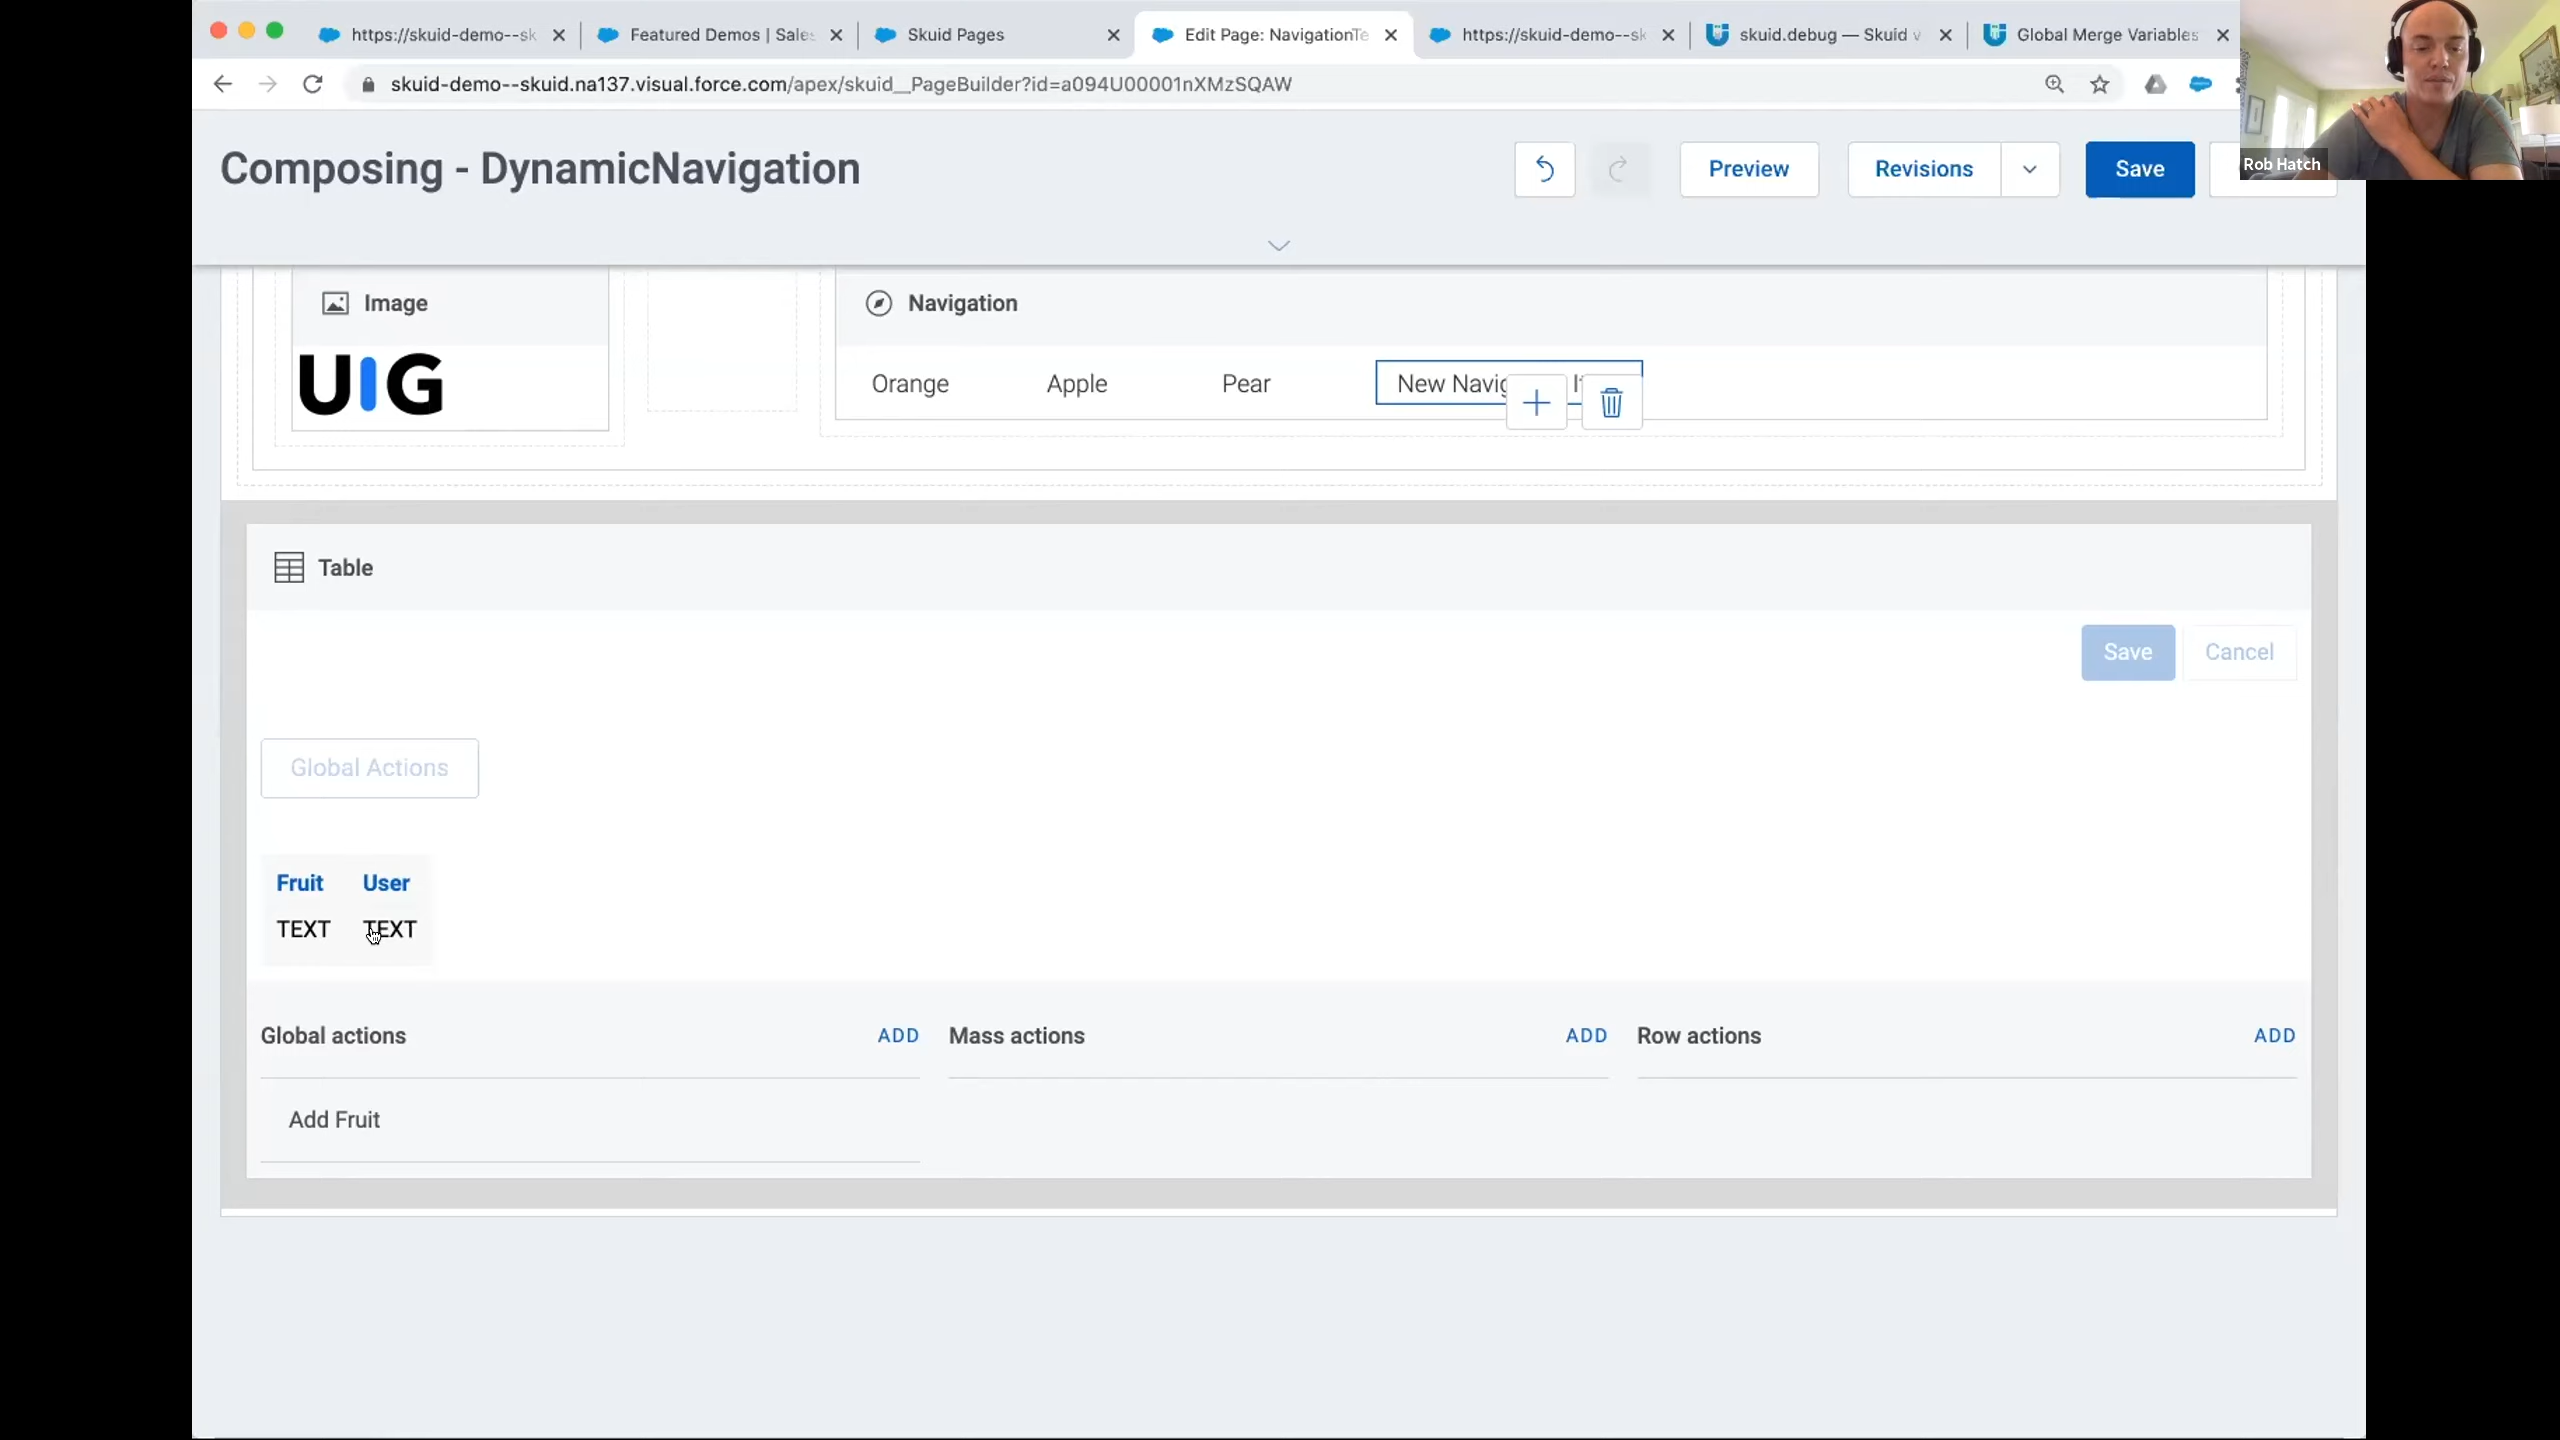 https://skuid-demo--sk
Featured Demos | Sales
Skuid Pages
Edit Page: NavigationTe
https://skuid-demo--sk
skuid.debug — Skuid v
Global Merge Variables
skuid-demo--skuid.na137.visual.force.com/apex/skuid__PageBuilder?id=a094U00001nXMzSQAW
Rob Hatch
Composing - DynamicNavigation
Preview
Revisions
Save
Image
Navigation
UIG
Orange
Apple
Pear
New Navig
Table
Save
Cancel
Global Actions
Fruit
User
TEXT
TEXT
Global actions
ADD
Mass actions
ADD
Row actions
ADD
Add Fruit